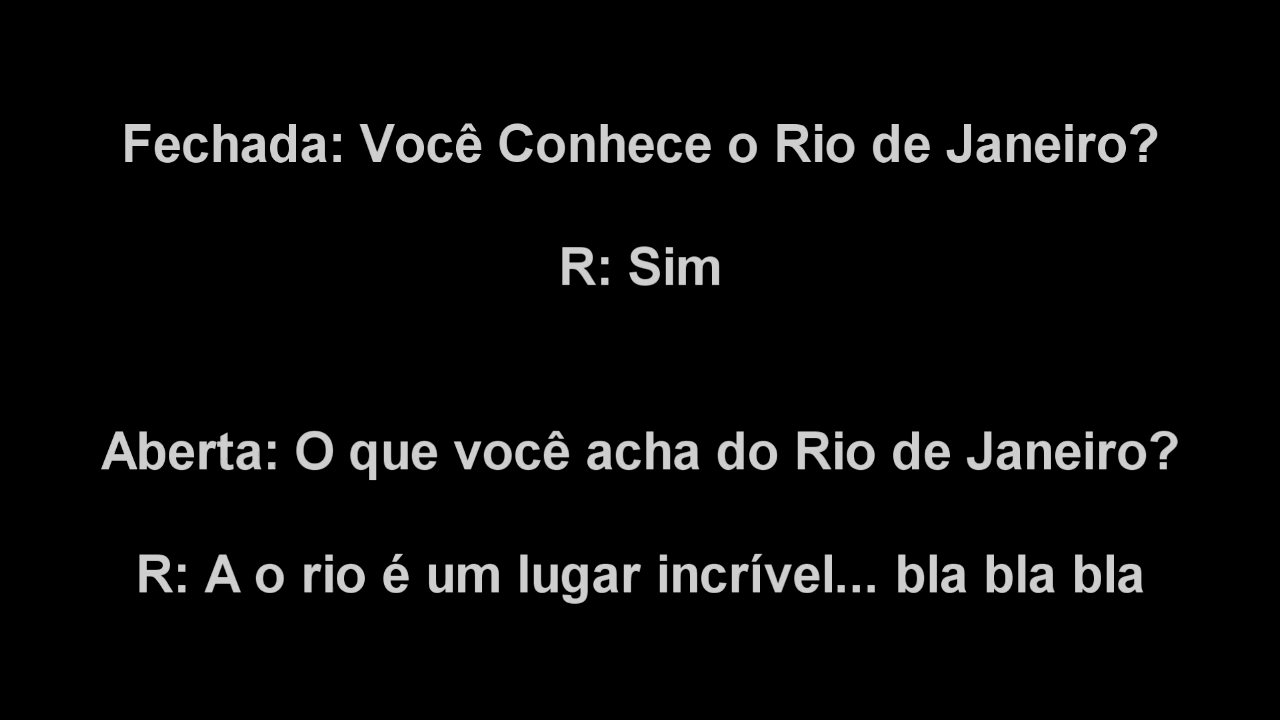 Fechada: Você Conhece o Rio de Janeiro?
R: Sim
Aberta: O que você acha do Rio de Janeiro?
R: A o rio é um lugar incrível... bla bla bla